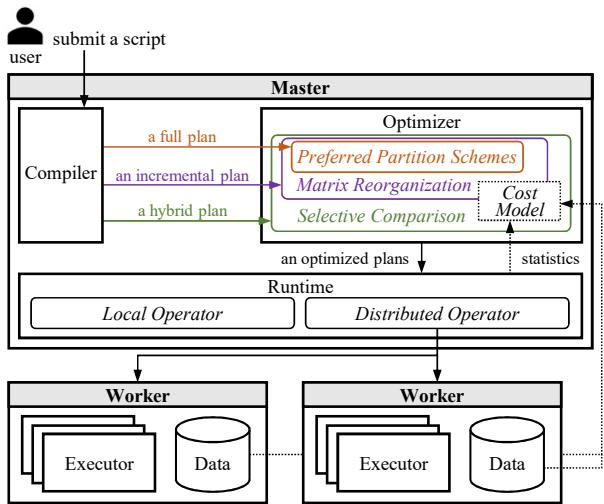 submit a script
user
Master
Compiler
a full plan
an incremental plan
a hybrid plan
Optimizer
Preferred Partition Schemes
Matrix Reorganization
Selective Comparison
Cost
Model
an optimized plans
statistics
Runtime
Local Operator
Distributed Operator
Worker
Executor
Data
Worker
Executor
Data